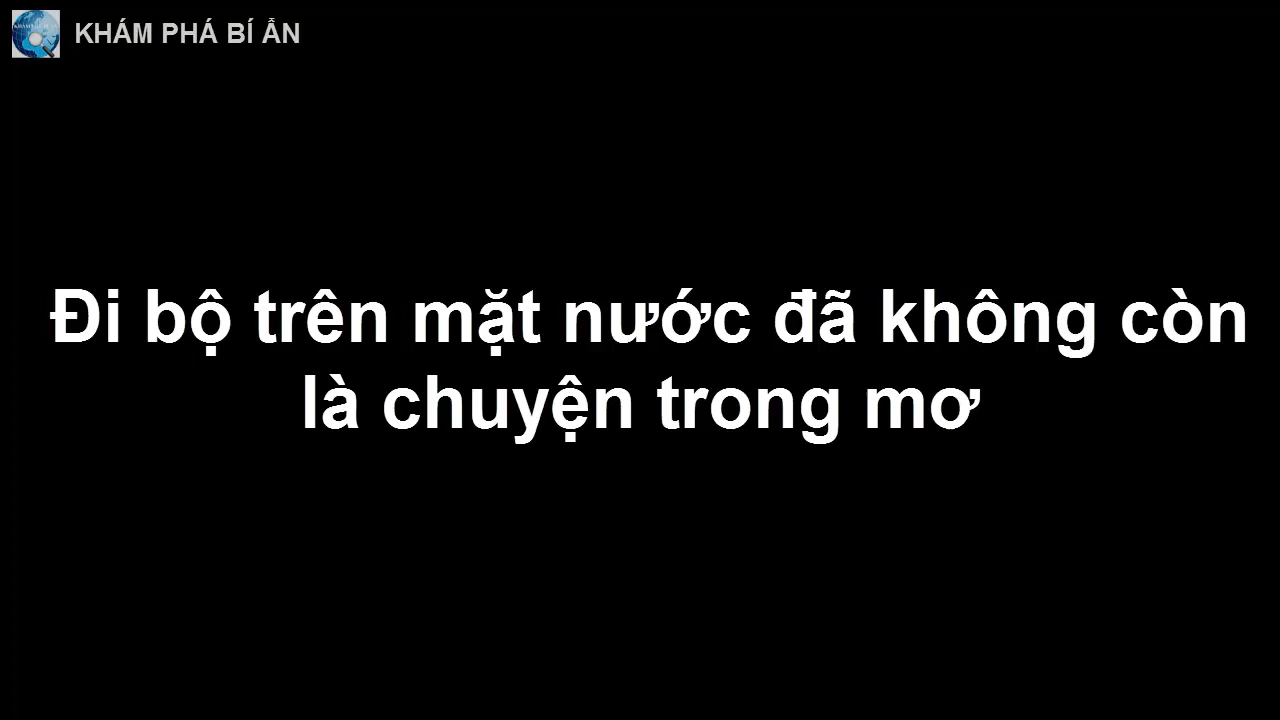 KHÁM PHÁ BÍ ẨN
Đi bộ trên mặt nước đã không còn
là chuyện trong mơ